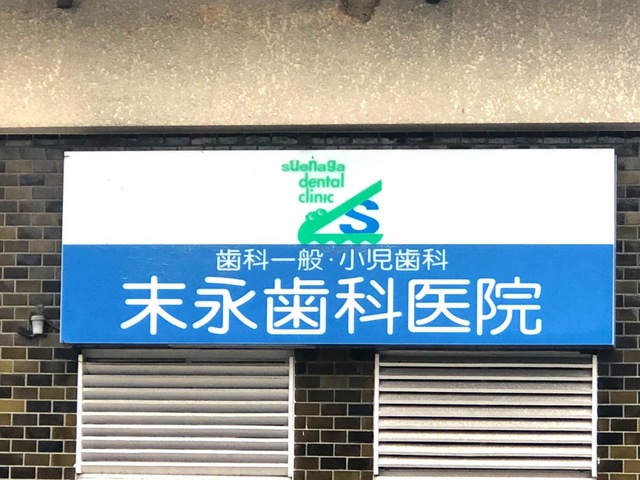 suenaga
dental
clinic
S
歯科一般・小児歯科
末永歯科医院